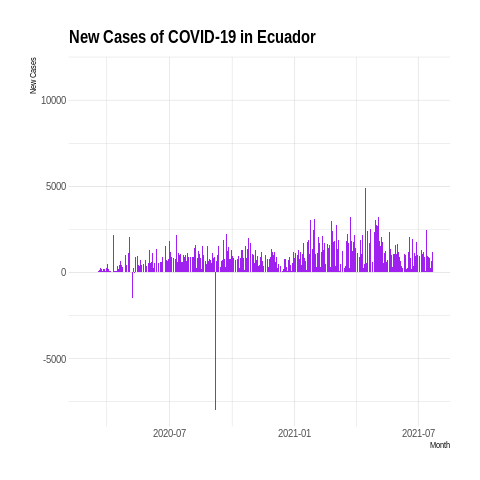 New Cases of COVID-19 in Ecuador
New Cases
10000
5000
0
-5000
2020-07
2021-01
2021-07
Month